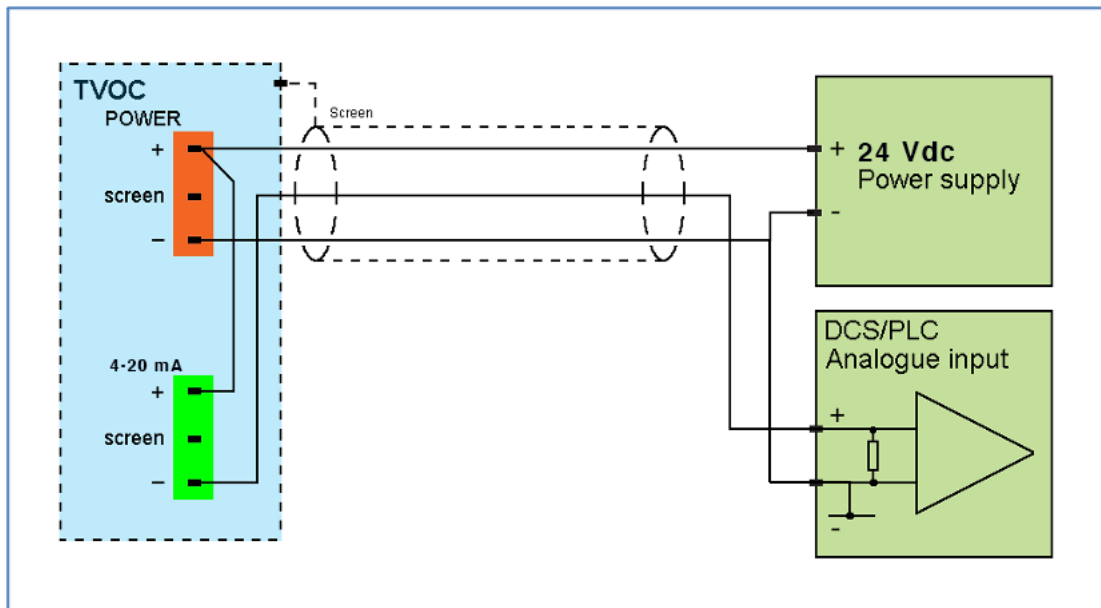 TVOC
POWER
+
screen
−
4-20 mA
+
screen
−
Screen
+ 24 Vdc
Power supply
-
DCS/PLC
Analogue input
+
-